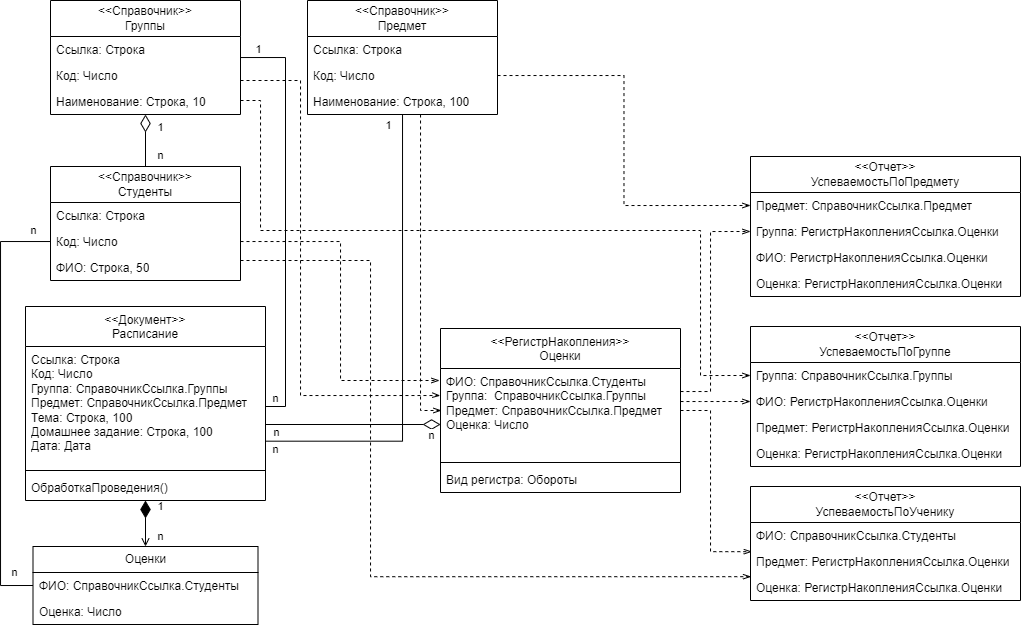 <<Справочник>>
Группы
Ссылка: Строка
Код: Число
Наименование: Строка, 10
1
1
n
<<Справочник>>
Предмет
Ссылка: Строка
Код: Число
Наименование: Строка, 100
1
<<Справочник>>
Студенты
Ссылка: Строка
Код: Число
ФИО: Строка, 50
n
<<Документ>>
Расписание
Ссылка: Строка
Код: Число
Группа: СправочникСсылка.Группы
Предмет: СправочникСсылка.Предмет
Тема: Строка, 100
Домашнее задание: Строка, 100
Дата: Дата
ОбработкаПроведения()
n
n
n
n
1
n
Оценки
ФИО: СправочникСсылка.Студенты
Оценка: Число
n
<<РегистрНакопления>>
Оценки
ФИО: СправочникСсылка.Студенты
Группа: СправочникСсылка.Группы
Предмет: СправочникСсылка.Предмет
Оценка: Число
Вид регистра: Обороты
<<Отчет>>
УспеваемостьПоПредмету
Предмет: СправочникСсылка.Предмет
Группа: РегистрНакопленияСсылка.Оценки
ФИО: РегистрНакопленияСсылка.Оценки
Оценка: РегистрНакопленияСсылка.Оценки
<<Отчет>>
УспеваемостьПоГруппе
Группа: СправочникСсылка.Группы
ФИО: РегистрНакопленияСсылка.Оценки
Предмет: РегистрНакопленияСсылка.Оценки
Оценка: РегистрНакопленияСсылка.Оценки
<<Отчет>>
УспеваемостьПоУченику
ФИО: СправочникСсылка.Студенты
Предмет: РегистрНакопленияСсылка.Оценки
Оценка: РегистрНакопленияСсылка.Оценки